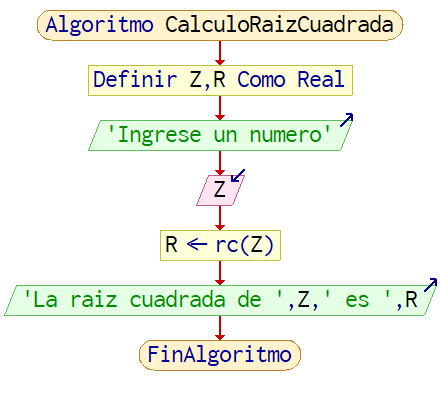 Algoritmo CalculoRaizCuadrada
Definir Z,R Como Real
'Ingrese un numero'
Z
R ← rc(Z)
'La raiz cuadrada de ',Z,' es ',R
FinAlgoritmo